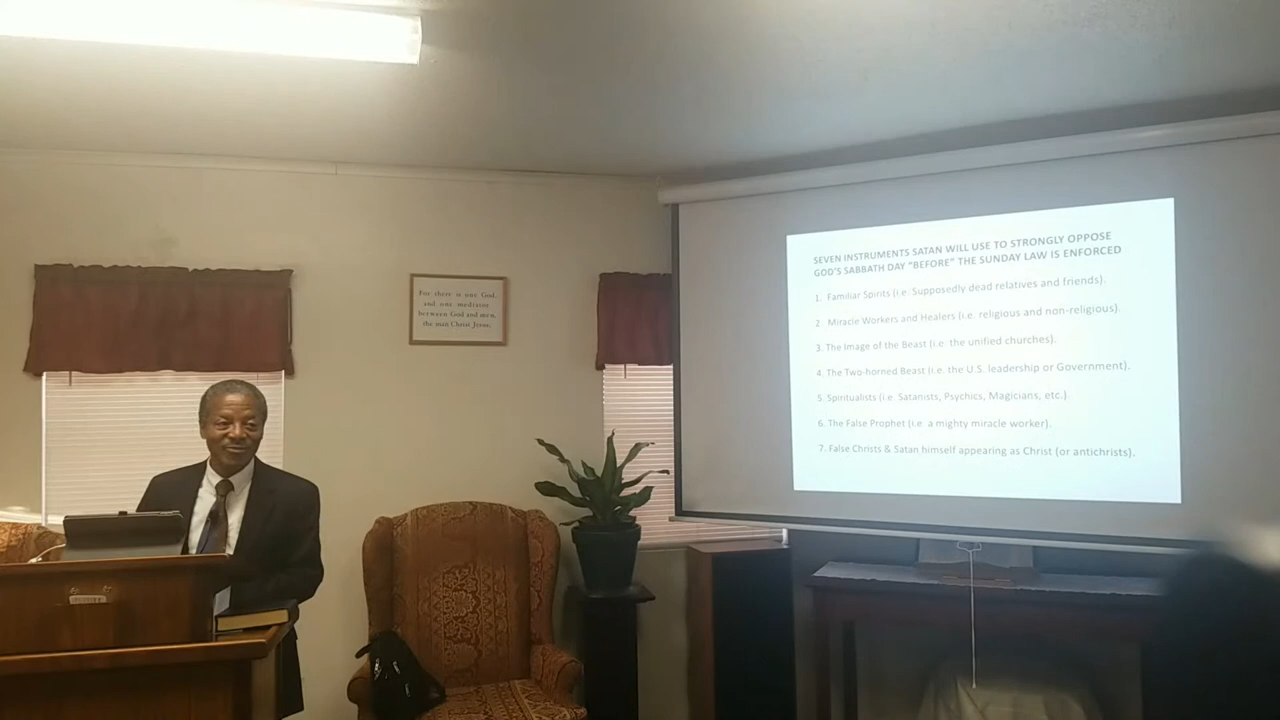 For there is one God,
and one mediator
between God and men,
the man Christ Jesus.
SEVEN INSTRUMENTS SATAN WILL USE TO STRONGLY OPPOSE
GOD'S SABBATH DAY "BEFORE" THE SUNDAY LAW IS ENFORCED
1. Familiar Spirits (i.e. Supposedly dead relatives and friends).
2. Miracle Workers and Healers (i.e. religious and non-religious).
3. The Image of the Beast (i.e. the unified churches).
4. The Two-horned Beast (i.e. the U.S. leadership or Government).
5. Spiritualists (i.e. Satanists, Psychics, Magicians, etc.)
6. The False Prophet (i.e a mighty miracle worker).
7. False Christs & Satan himself appearing as Christ (or antichrists).